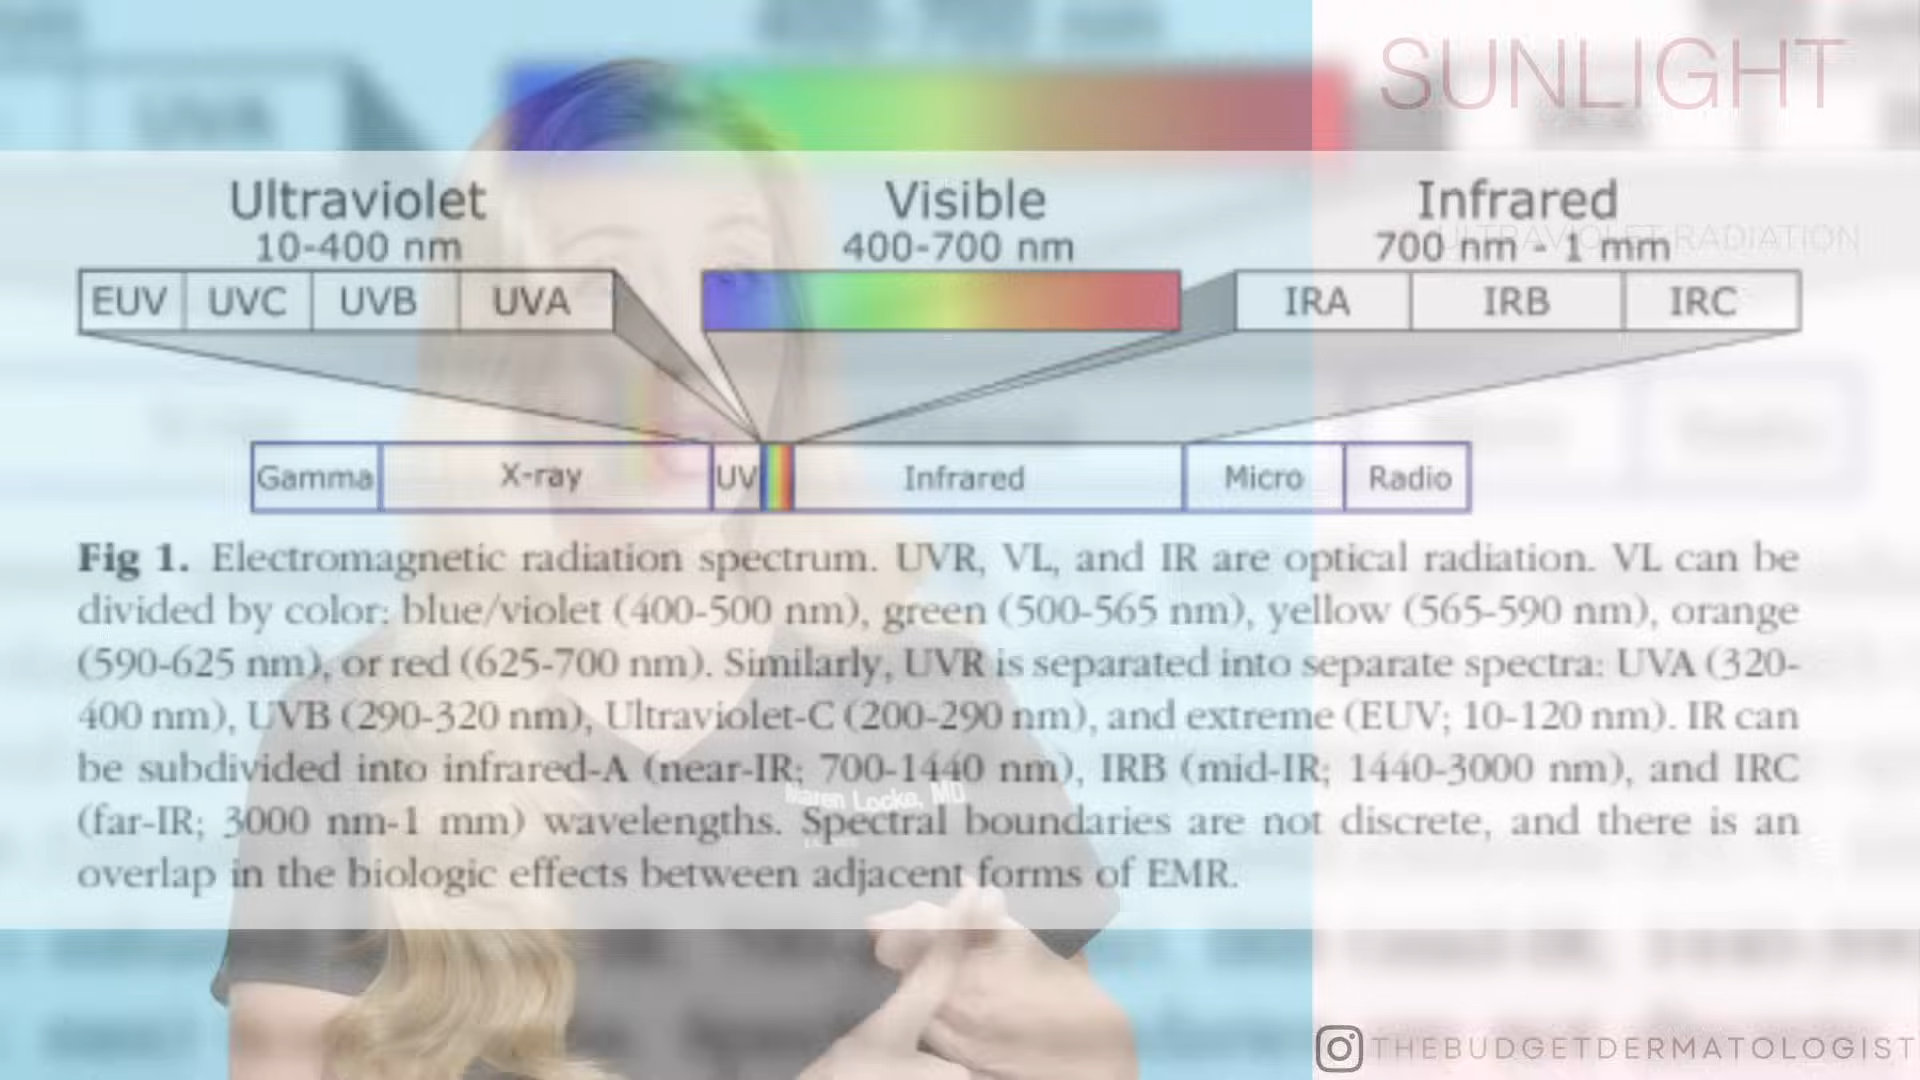 SUNLIGHT
400-700 nm
UVA
Ultraviolet
10-400 nm
Visible
400-700 nm
Infrared
700 nm - 1 mm
ULTRAVIOLET RADIATION
EUV UVC UVB UVA
IRA IRB IRC
Gamma X-ray UV Infrared Micro Radio
Fig 1. Electromagnetic radiation spectrum. UVR, VL, and IR are optical radiation. VL can be
divided by color: blue/violet (400-500 nm), green (500-565 nm), yellow (565-590 nm), orange
(590-625 nm), or red (625-700 nm). Similarly, UVR is separated into separate spectra: UVA (320-
400 nm), UVB (290-320 nm), Ultraviolet-C (200-290 nm), and extreme (EUV; 10-120 nm). IR can
be subdivided into infrared-A (near-IR; 700-1440 nm), IRB (mid-IR; 1440-3000 nm), and IRC
(far-IR; 3000 nm-1 mm) wavelengths. Spectral boundaries are not discrete, and there is an
overlap in the biologic effects between adjacent forms of EMR.
Locke, MD
THEBUDGETDERMATOLOGIST